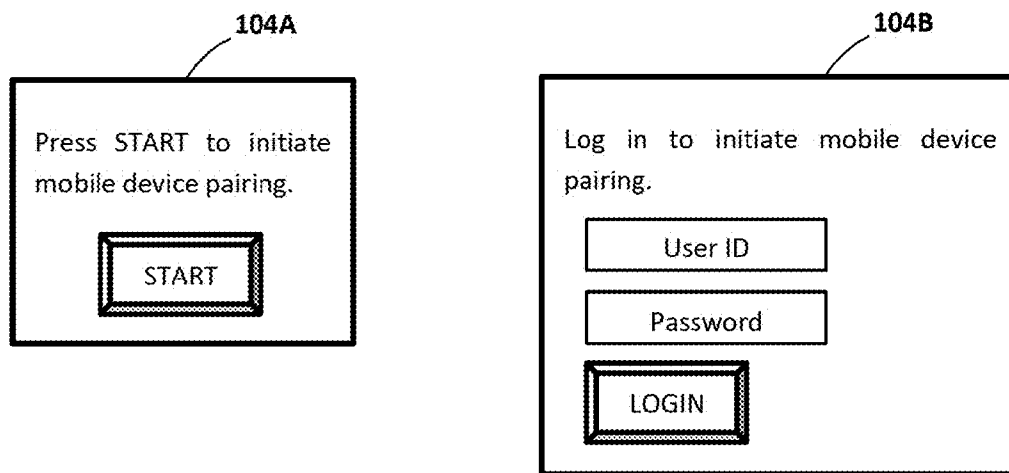 104A
Press START to initiate
mobile device pairing.
START
104B
Log in to initiate mobile device
pairing.
User ID
Password
LOGIN